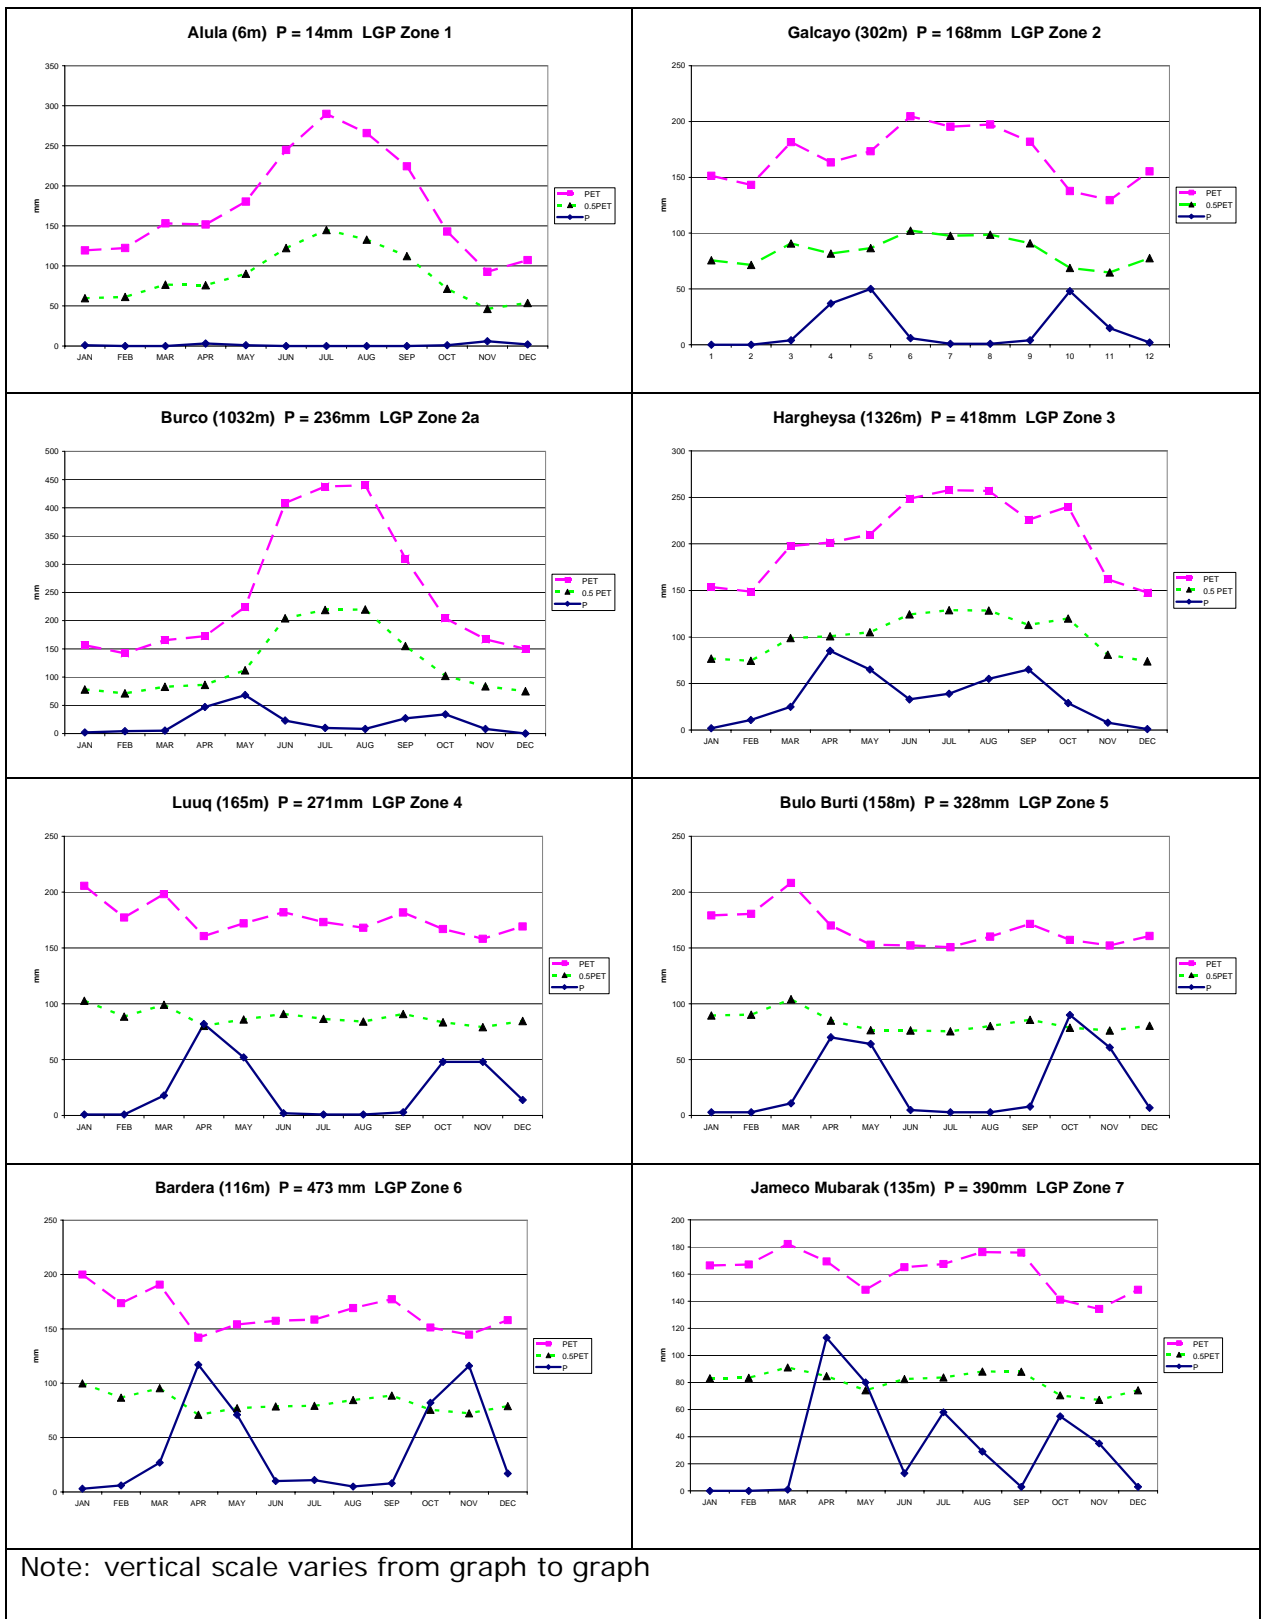 Alula (6m) P = 14mm LGP Zone 1
350
300
250
200
150
100
50
0
mm
JAN FEB MAR APR MAY JUN JUL AUG SEP OCT NOV DEC
PET
0.5PET
P
Galcayo (302m) P = 168mm LGP Zone 2
250
200
150
100
50
0
mm
1 2 3 4 5 6 7 8 9 10 11 12
PET
0.5PET
P
Burco (1032m) P = 236mm LGP Zone 2a
500
450
400
350
300
250
200
150
100
50
0
mm
JAN FEB MAR APR MAY JUN JUL AUG SEP OCT NOV DEC
PET
0.5 PET
P
Hargheysa (1326m) P = 418mm LGP Zone 3
300
250
200
150
100
50
0
mm
JAN FEB MAR APR MAY JUN JUL AUG SEP OCT NOV DEC
PET
0.5PET
P
Luuq (165m) P = 271mm LGP Zone 4
250
200
150
100
50
0
mm
JAN FEB MAR APR MAY JUN JUL AUG SEP OCT NOV DEC
PET
0.5PET
P
Bulo Burti (158m) P = 328mm LGP Zone 5
250
200
150
100
50
0
mm
JAN FEB MAR APR MAY JUN JUL AUG SEP OCT NOV DEC
PET
0.5PET
P
Bardera (116m) P = 473 mm LGP Zone 6
250
200
150
100
50
0
mm
JAN FEB MAR APR MAY JUN JUL AUG SEP OCT NOV DEC
PET
0.5PET
P
Jameco Mubarak (135m) P = 390mm LGP Zone 7
200
180
160
140
120
100
80
60
40
20
0
mm
JAN FEB MAR APR MAY JUN JUL AUG SEP OCT NOV DEC
PET
0.5PET
P
Note: vertical scale varies from graph to graph